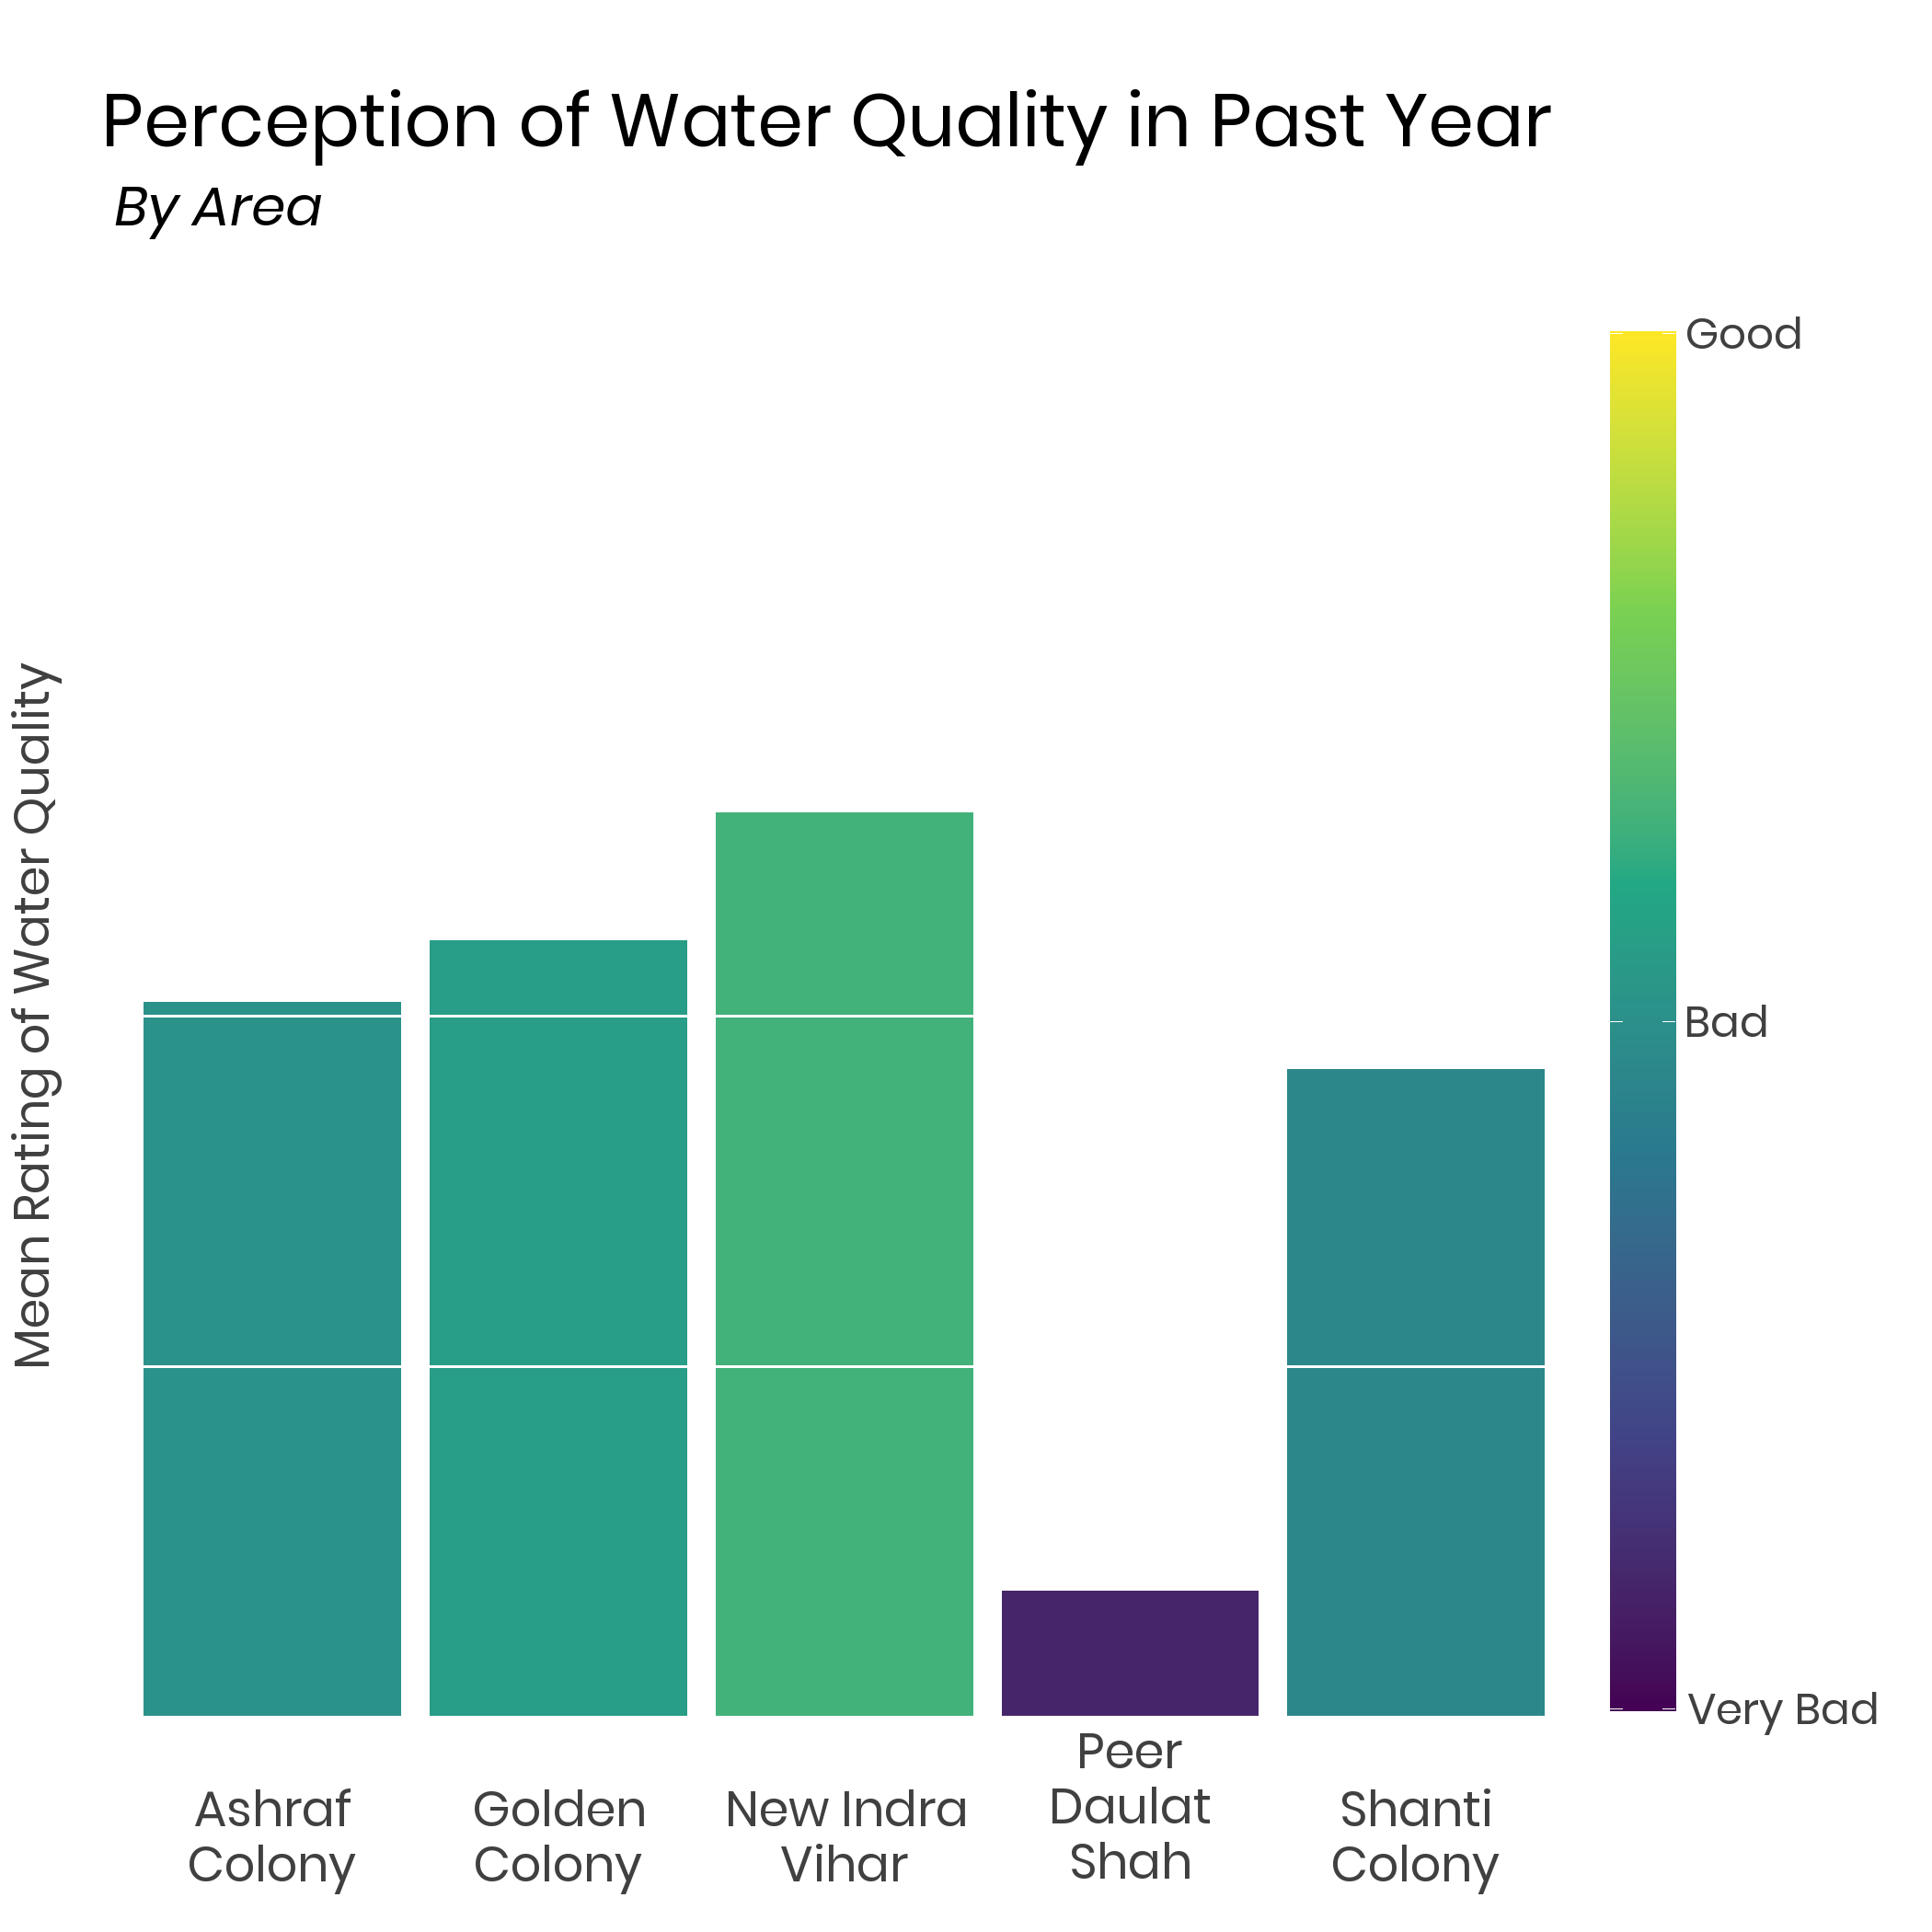 Perception of Water Quality in Past Year
By Area
Mean Rating of Water Quality
Good
Bad
Very Bad
Ashraf
Colony
Golden
Colony
New Indra
Vihar
Peer
Daulat
Shah
Shanti
Colony